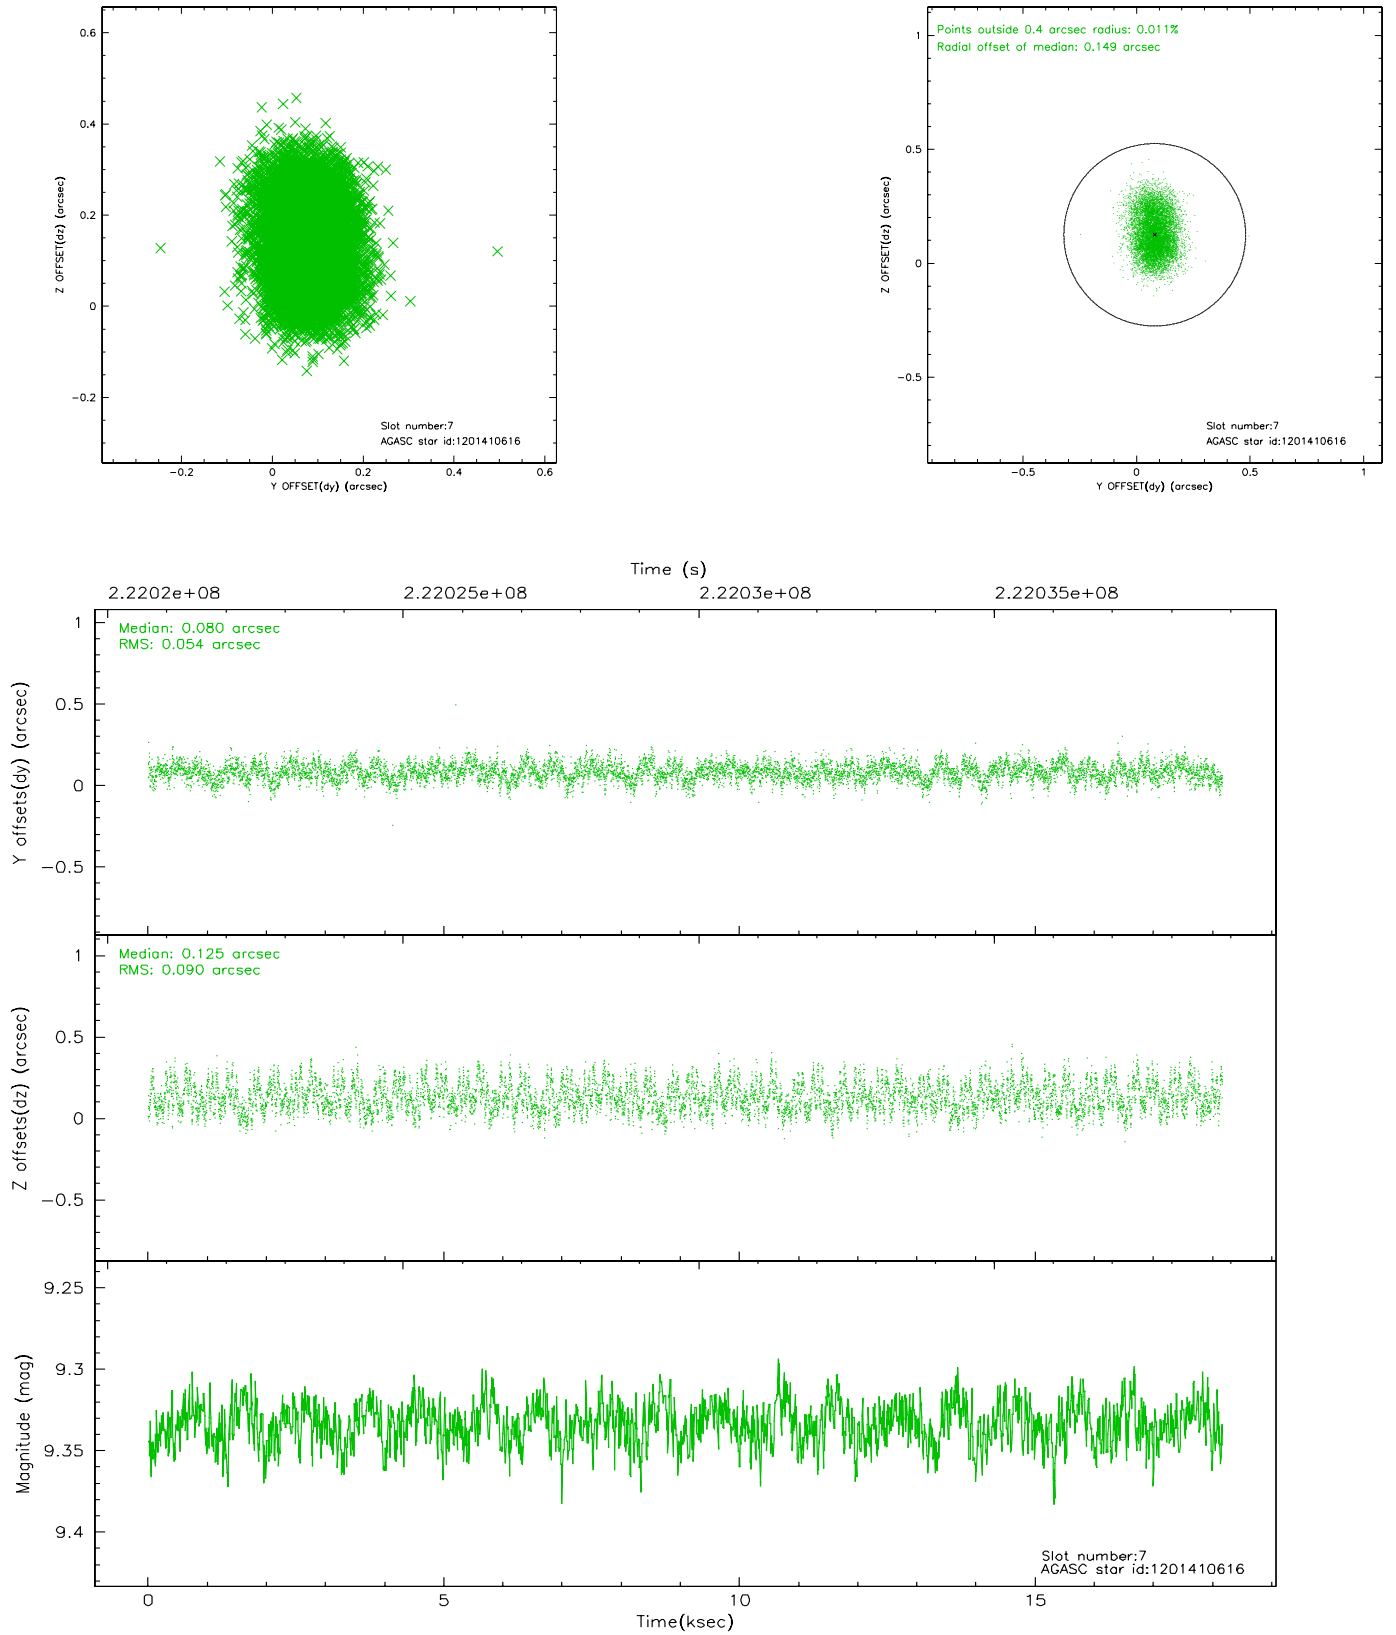 0.6
0.4
0.2
0
−0.2
Z OFFSET(dz) (arcsec)
−0.2 0 0.2 0.4 0.6
Y OFFSET(dy) (arcsec)
Slot number:7
AGASC star id:1201410616
Points outside 0.4 arcsec radius: 0.011%
Radial offset of median: 0.149 arcsec
1
0.5
0
−0.5
Z OFFSET(dz) (arcsec)
−0.5 0 0.5 1
Y OFFSET(dy) (arcsec)
Slot number:7
AGASC star id:1201410616
Time (s)
2.2202e+08 2.22025e+08 2.2203e+08 2.22035e+08
Median: 0.080 arcsec
RMS: 0.054 arcsec
1
0.5
0
−0.5
Y offsets(dy) (arcsec)
Median: 0.125 arcsec
RMS: 0.090 arcsec
1
0.5
0
−0.5
Z offsets(dz) (arcsec)
9.25
9.3
9.35
9.4
Magnitude (mag)
Slot number:7
AGASC star id:1201410616
0 5 10 15
Time(ksec)